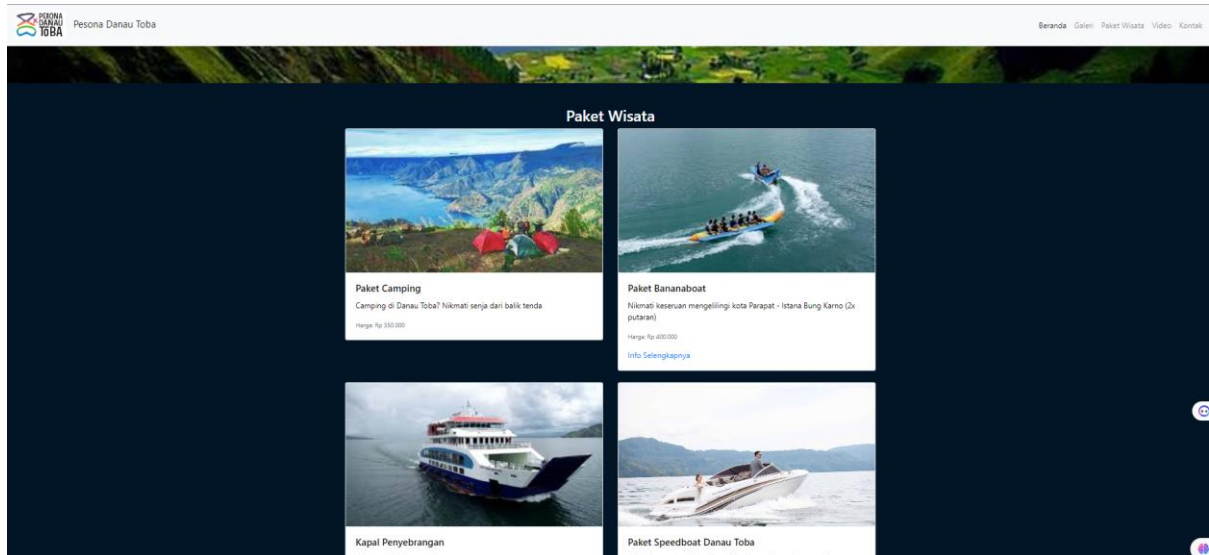 PESONA
DANAU
TOBA
Pesona Danau Toba
Beranda Galeri Paket Wisata Video Kontak
Paket Wisata
Paket Camping
Camping di Danau Toba? Nikmati senja dari balik tenda
Harga: Rp 350.000
Paket Bananaboat
Nikmati keseruan mengelilingi kota Parapat - Istana Bung Karno (2x
putaran)
Harga: Rp 400.000
Info Selengkapnya
Kapal Penyebrangan
Paket Speedboat Danau Toba